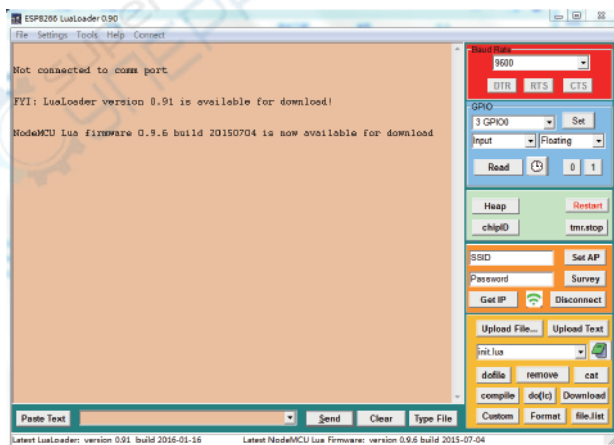 ESP8266 LuaLoader 0.90
File Settings Tools Help Connect
Not connected to comm port
FYI: LuaLoader version 0.91 is available for download!
NodeMCU Lua firmware 0.9.6 build 20150704 is now available for download
Baud Rate
9600
DTR RTS CTS
GPIO
3 GPIO0 Set
Input Floating
Read 0 1
Heap Restart
chipID tmr.stop
SSID Set AP
Password Survey
Get IP Disconnect
Upload File... Upload Text
init.lua
dofile remove cat
compile do(lc) Download
Custom Format file.list
Paste Text Send Clear Type File
Latest LuaLoader: version 0.91 build 2016-01-16 Latest NodeMCU Lua Firmware: version 0.9.6 build 2015-07-04